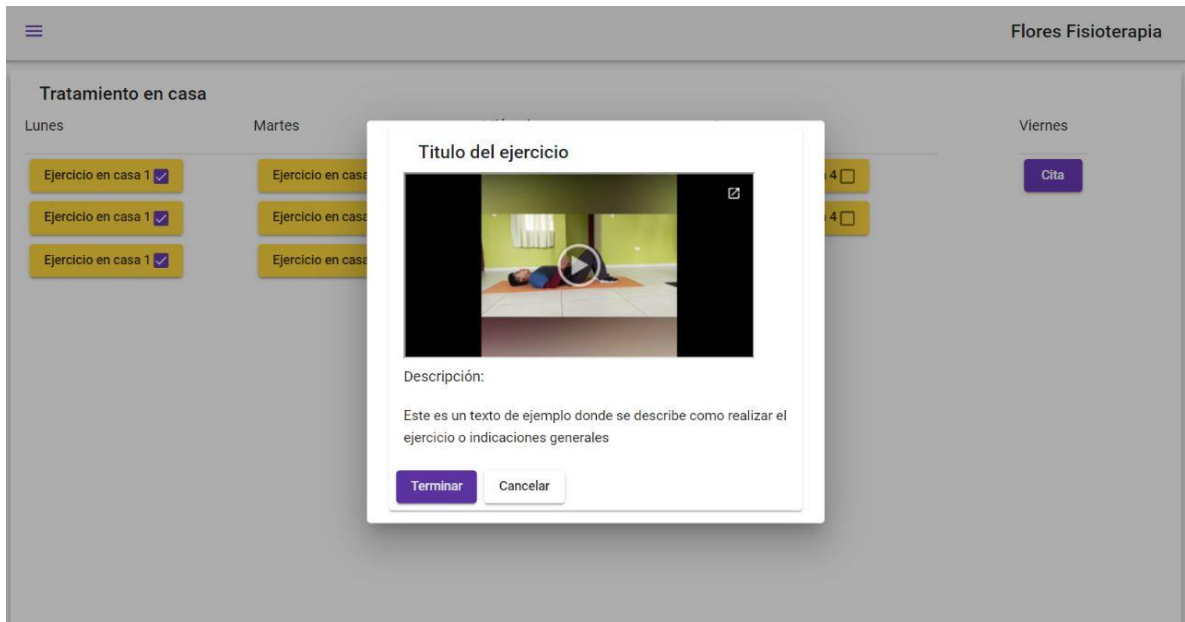 Flores Fisioterapia
Tratamiento en casa
Lunes
Martes
Viernes
Ejercicio en casa 1
Ejercicio en casa
4
Cita
Ejercicio en casa 1
Ejercicio en casa
4
Ejercicio en casa 1
Ejercicio en casa
Titulo del ejercicio
Descripción:
Este es un texto de ejemplo donde se describe como realizar el
ejercicio o indicaciones generales
Terminar
Cancelar